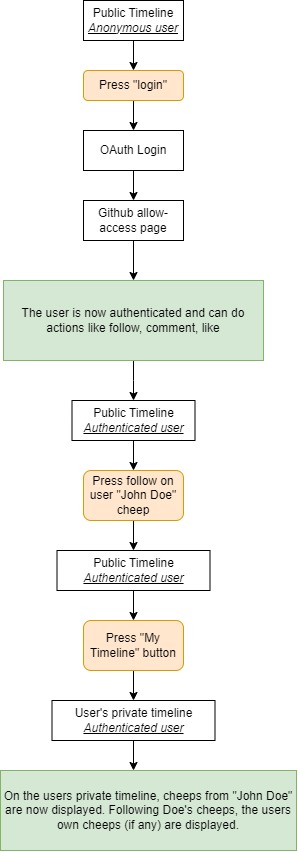 Public Timeline
Anonymous user
Press "login"
OAuth Login
Github allow-
access page
The user is now authenticated and can do
actions like follow, comment, like
Public Timeline
Authenticated user
Press follow on
user "John Doe"
cheep
Public Timeline
Authenticated user
Press "My
Timeline" button
User's private timeline
Authenticated user
On the users private timeline, cheeps from "John Doe"
are now displayed. Following Doe's cheeps, the users
own cheeps (if any) are displayed.